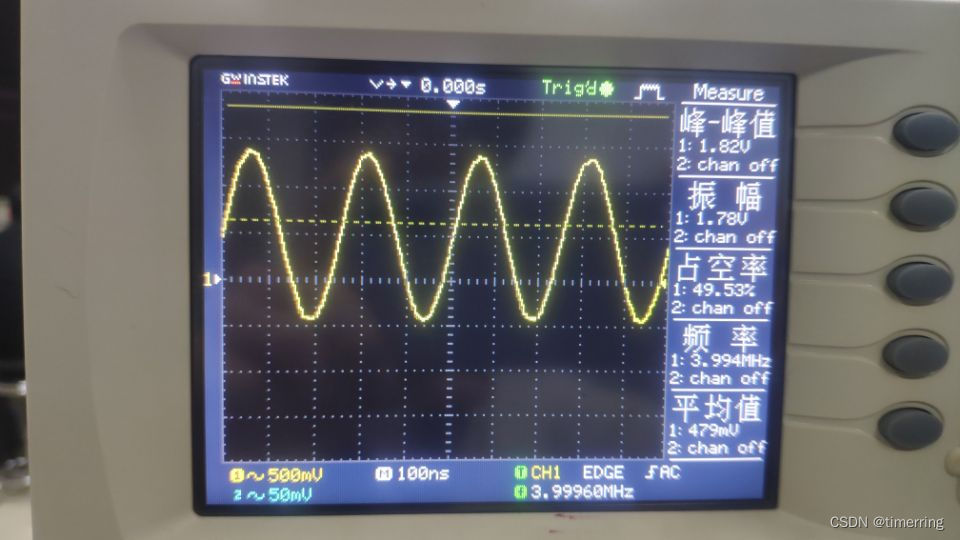 GWINSTEK
0.000s
Trig'd
Measure
峰-峰值
1: 1.82V
2: chan off
振 幅
1: 1.78V
2: chan off
占空率
1: 49.53%
2: chan off
频 率
1: 3.994MHz
2: chan off
平均值
1: 479mV
2: chan off
1
1 500mV
M 100ns
T CH1 EDGE AC
2 50mV
3.99960MHz
CSDN @timerring